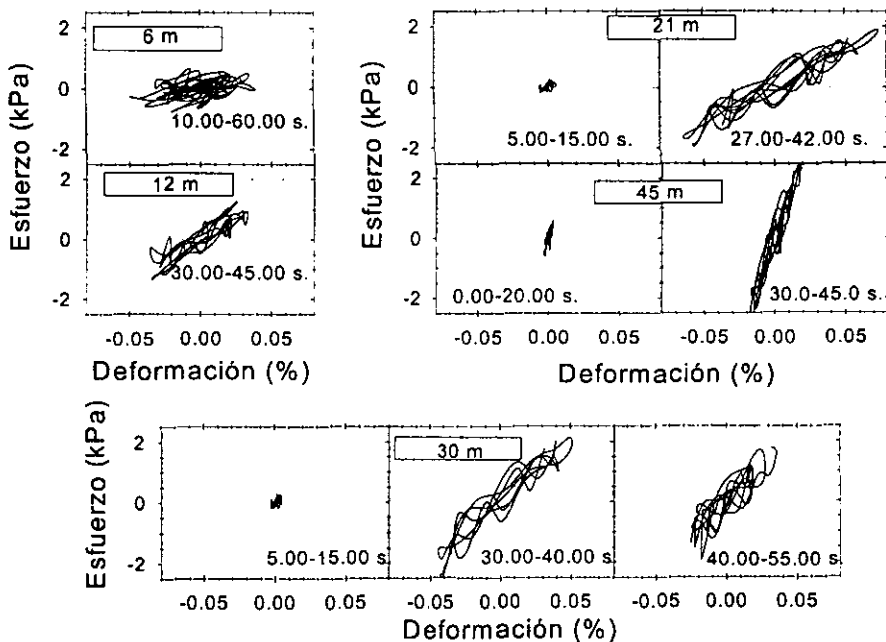 6 m
2
0
-2
10.00-60.00 s.
12 m
2
0
-2
30.00-45.00 s.
Esfuerzo (kPa)
-0.05 0.00 0.05
Deformación (%)
21 m
2
0
-2
5.00-15.00 s.
27.00-42.00 s.
45 m
2
0
-2
0.00-20.00 s.
30.0-45.0 s.
Esfuerzo (kPa)
-0.05 0.00 0.05 -0.05 0.00 0.05
Deformación (%)
30 m
2
0
-2
5.00-15.00 s.
30.00-40.00 s.
40.00-55.00 s.
Esfuerzo (kPa)
-0.05 0.00 0.05 -0.05 0.00 0.05 -0.05 0.00 0.05
Deformación (%)